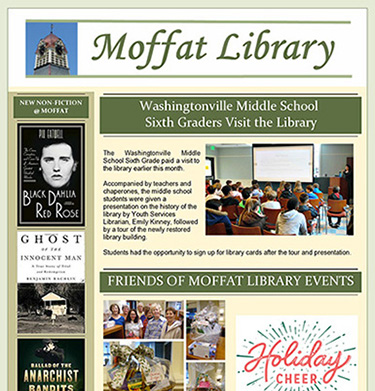 Moffat Library
NEW NON-FICTION
@ MOFFAT
PIU EATWELL
BLACK DAHLIA
RED ROSE
GHOST
OF THE
INNOCENT MAN
A True Story of Trial
and Redemption
BENJAMIN RACHLIN
BALLAD OF THE
ANARCHIST
BANDITS
Washingtonville Middle School
Sixth Graders Visit the Library
The Washingtonville Middle
School Sixth Grade paid a visit to
the library earlier this month.
Accompanied by teachers and
chaperones, the middle school
students were given a
presentation on the history of the
library by Youth Services
Librarian, Emily Kinney, followed
by a tour of the newly restored
library building.
Students had the opportunity to sign up for library cards after the tour and presentation.
FRIENDS OF MOFFAT LIBRARY EVENTS
Holiday
CHEER